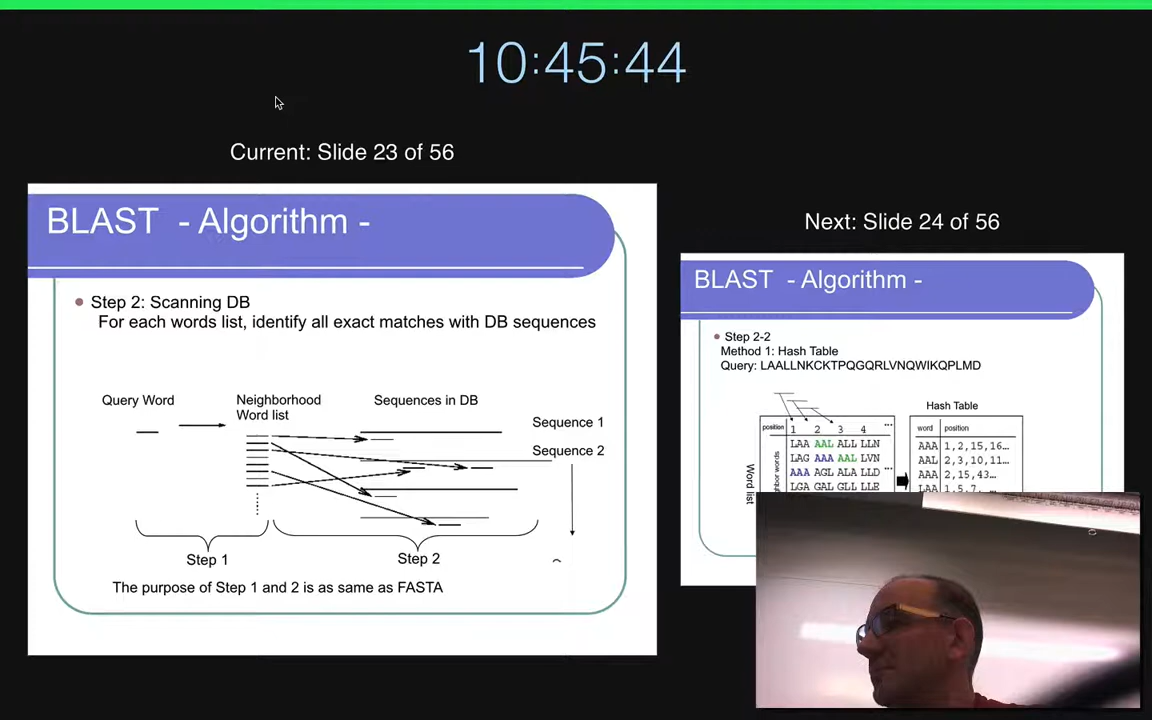 10:45:44
Current: Slide 23 of 56
BLAST - Algorithm -
Step 2: Scanning DB
For each words list, identify all exact matches with DB sequences
Query Word
Neighborhood
Word list
Sequences in DB
Sequence 1
Sequence 2
Step 1
Step 2
The purpose of Step 1 and 2 is as same as FASTA
Next: Slide 24 of 56
BLAST - Algorithm -
Step 2-2
Method 1: Hash Table
Query: LAALLNKCKTPQGQRLVNQWIKQPLMD
Hash Table
position 1 2 3 4 ...
LAA AAL ALL LLN
LAG AAA AAL LVN
AAA AGL ALA LLD ...
LGA GAL GLL LLE
Word list
word position
AAA 1,2,15,16...
AAL 2,3,10,11...
AAA 2,15,43...
LAA 1,5,7,